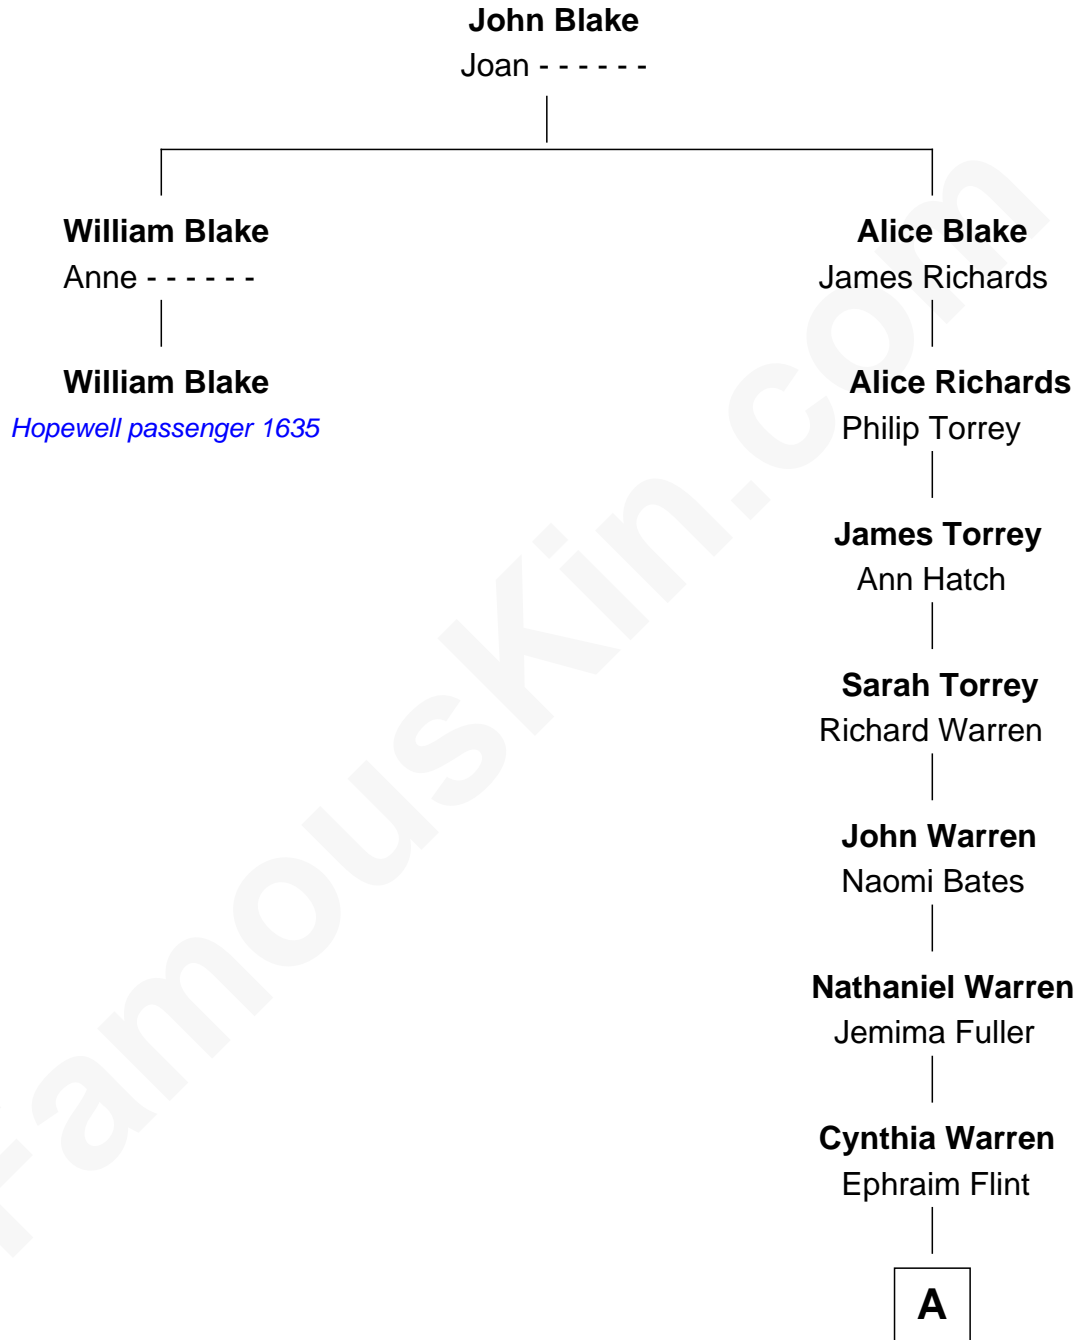 John Blake
Joan - - - - - -
William Blake
Anne - - - - - -
William Blake
Hopewell passenger 1635
Alice Blake
James Richards
Alice Richards
Philip Torrey
James Torrey
Ann Hatch
Sarah Torrey
Richard Warren
John Warren
Naomi Bates
Nathaniel Warren
Jemima Fuller
Cynthia Warren
Ephraim Flint
A
FamousKin.com